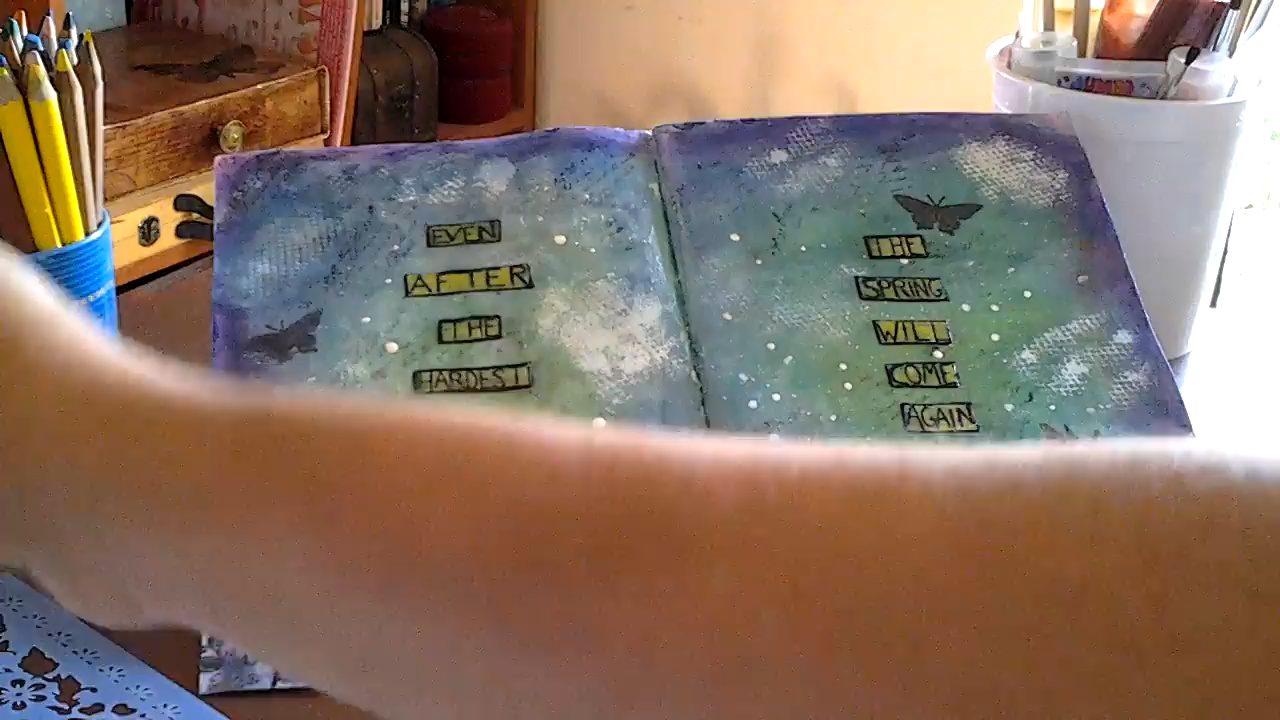 EVEN
AFTER
THE
HARDEST
THE
SPRING
WILL
COME
AGAIN